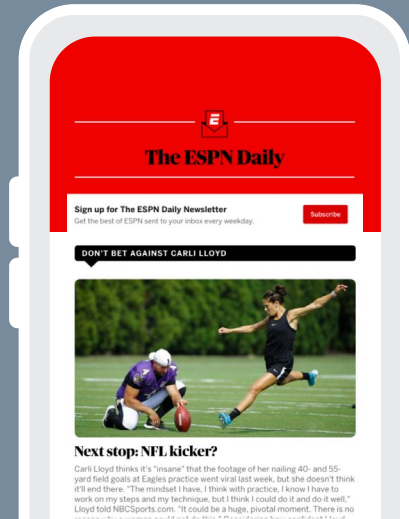 The ESPN Daily
Sign up for The ESPN Daily Newsletter
Get the best of ESPN sent to your inbox every weekday.
Subscribe
DON'T BET AGAINST CARLI LLOYD
Next stop: NFL kicker?
Carli Lloyd thinks it's "insane" that the footage of her nailing 40- and 55-
yard field goals at Eagles practice went viral last week, but she doesn't think
it'll end there. "The mindset I have, I think with practice, I know I have to
work on my steps and my technique, but I think I could do it and do it well,"
Lloyd told NBCSports.com. "It could be a huge, pivotal moment. There is no